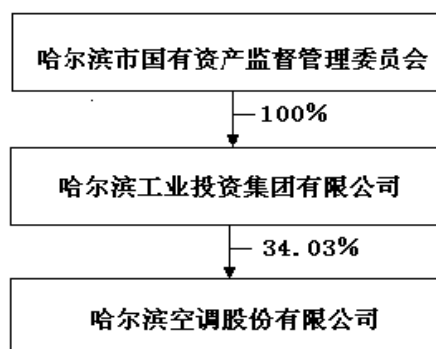 哈尔滨市国有资产监督管理委员会
100%
哈尔滨工业投资集团有限公司
34.03%
哈尔滨空调股份有限公司